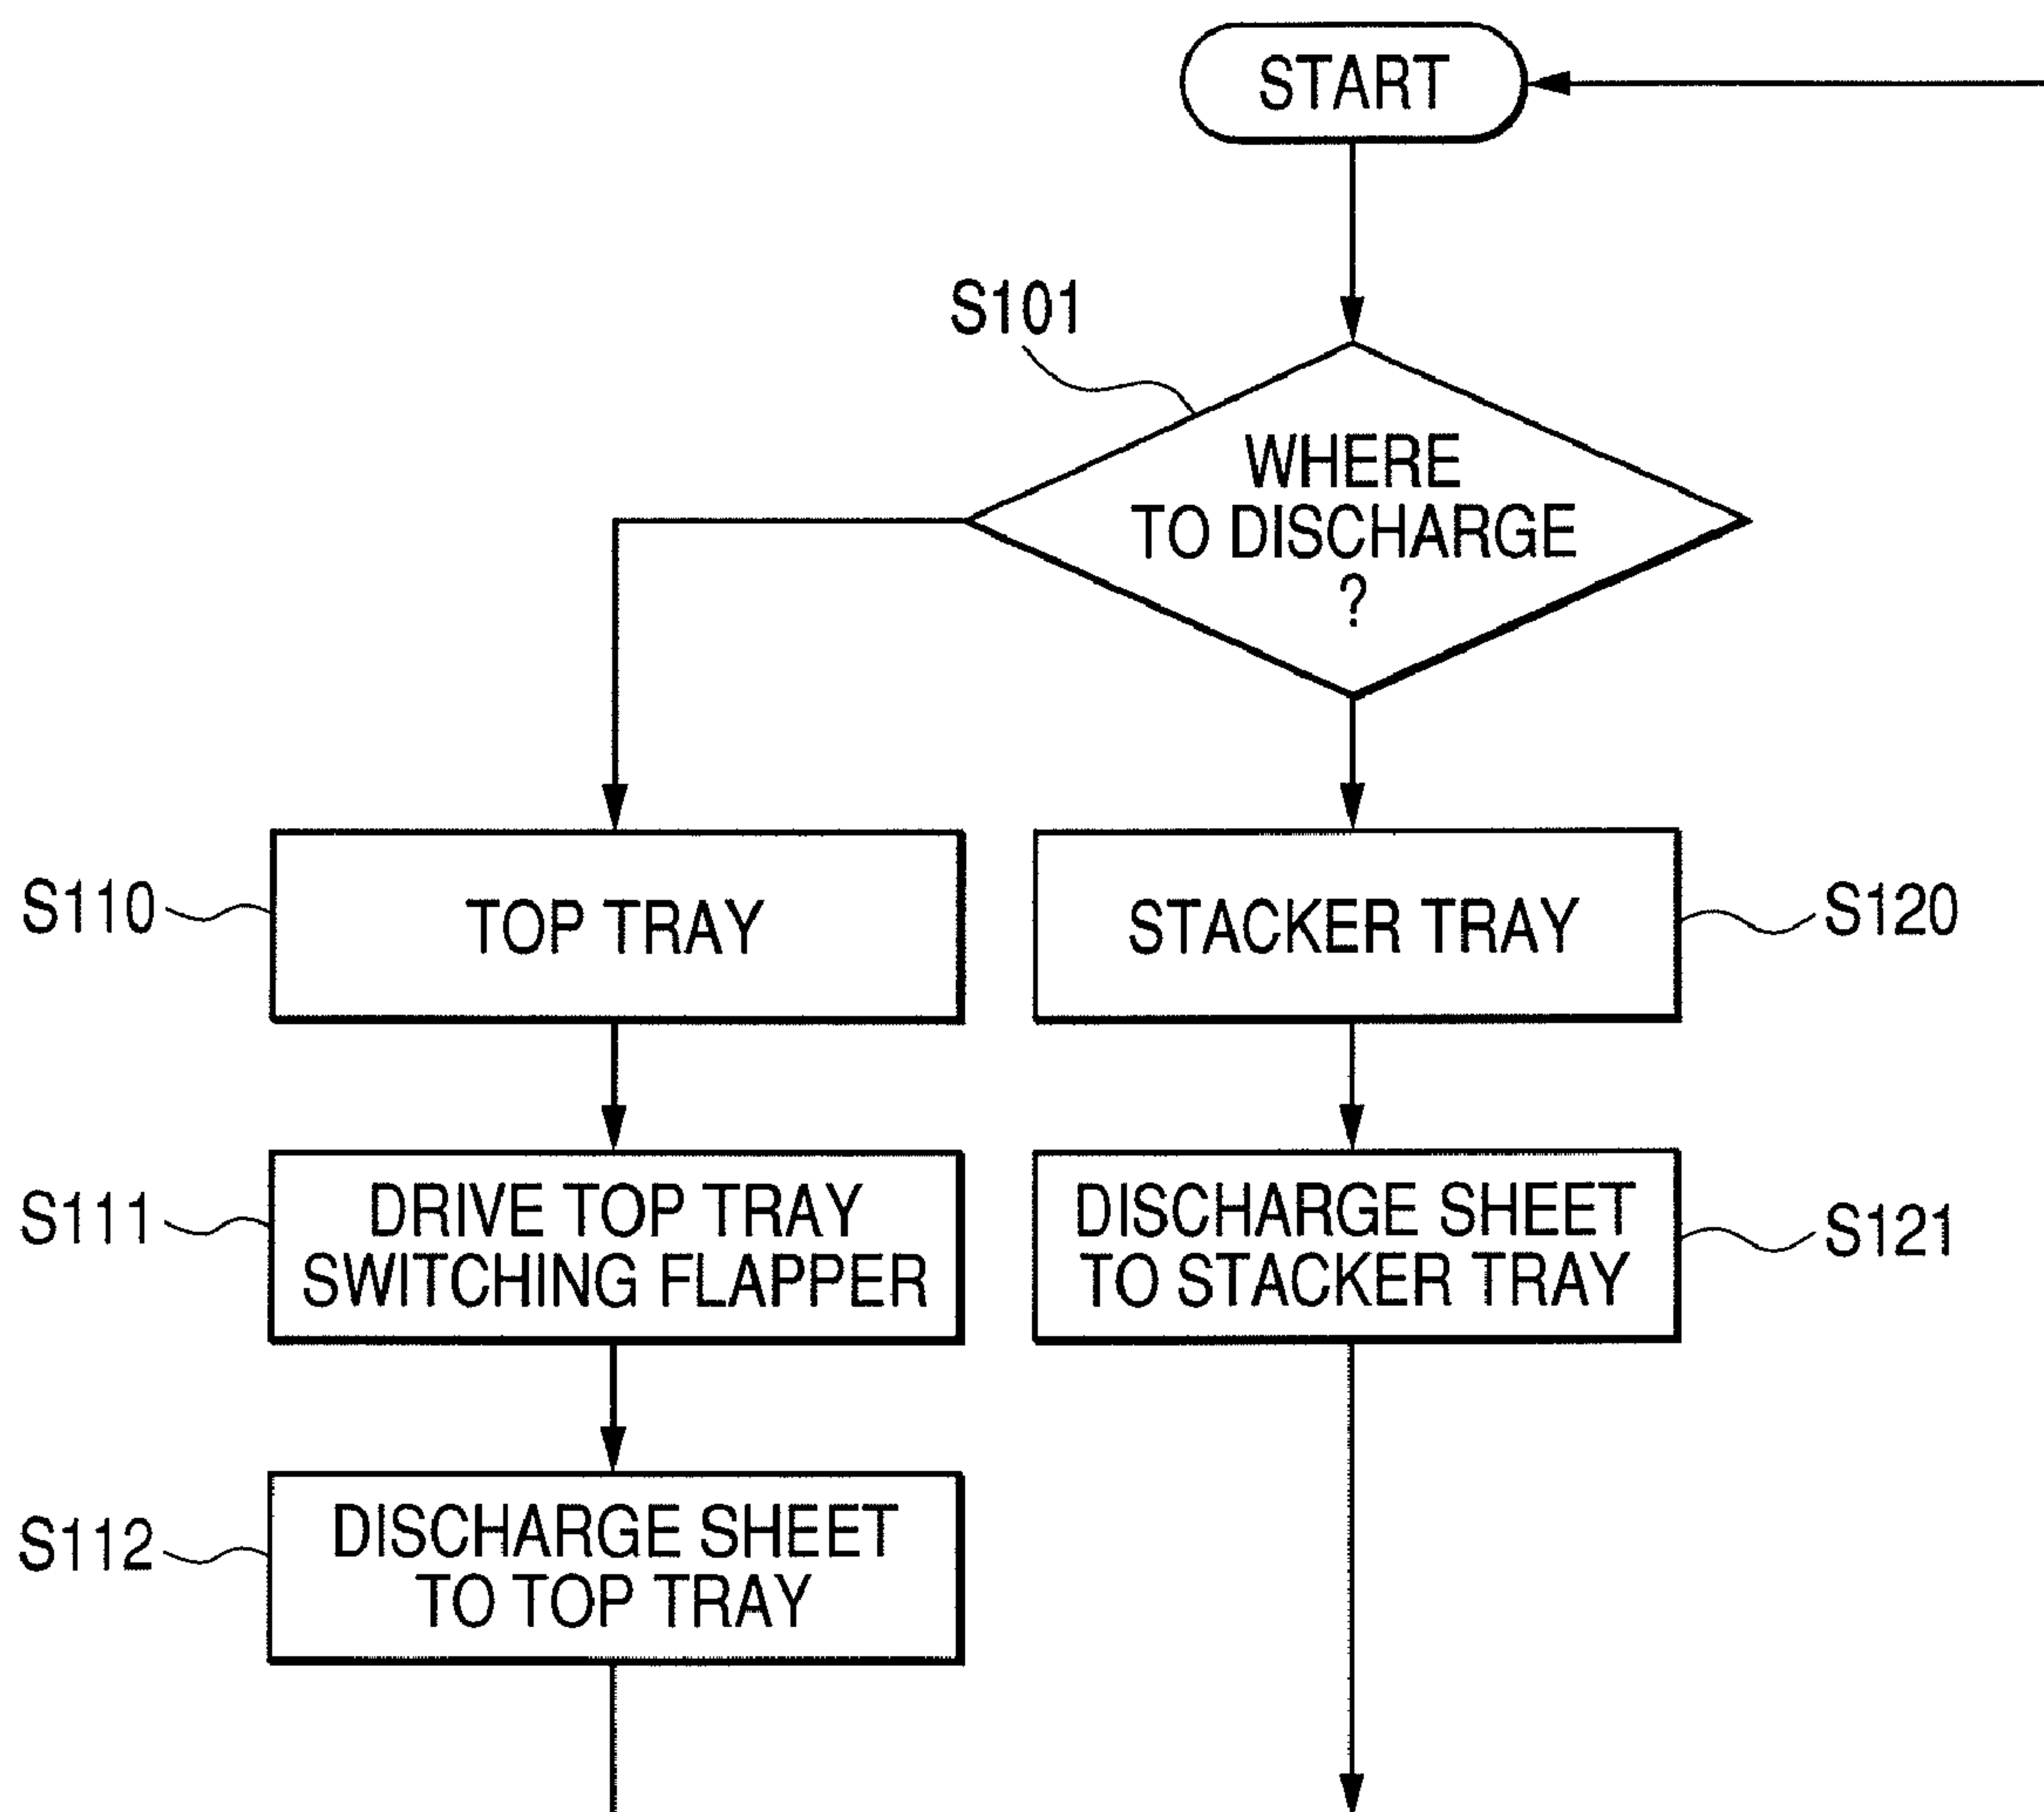 START
S101
WHERE
TO DISCHARGE
?
S110
TOP TRAY
STACKER TRAY
S120
S111
DRIVE TOP TRAY
SWITCHING FLAPPER
DISCHARGE SHEET
TO STACKER TRAY
S121
S112
DISCHARGE SHEET
TO TOP TRAY